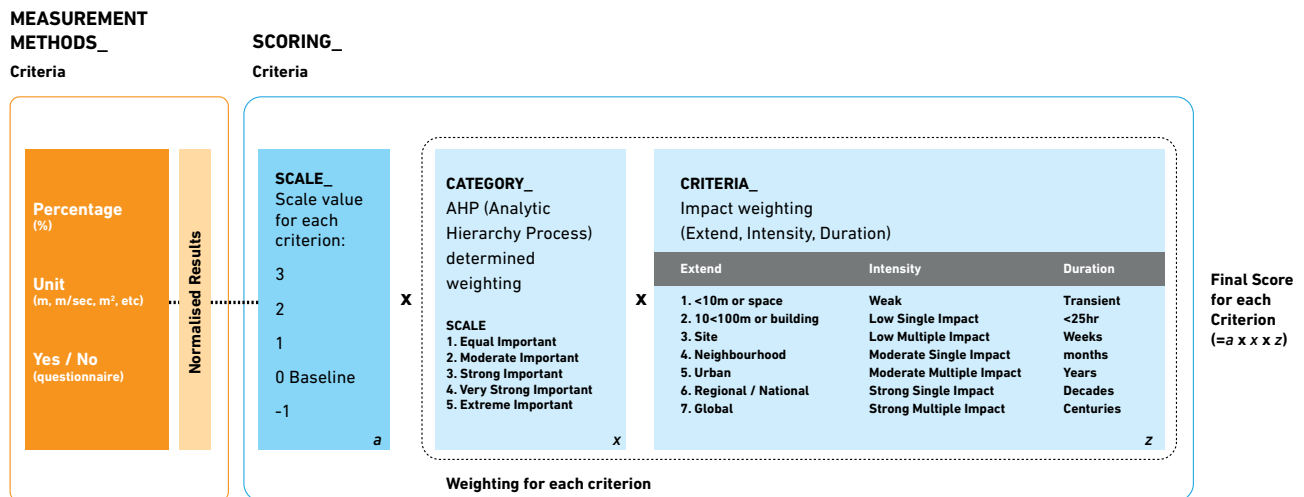 MEASUREMENT
METHODS_
Criteria
SCORING_
Criteria
Percentage
(%)
Unit
(m, m/sec, m², etc)
Yes / No
(questionnaire)
Normalised Results
SCALE_
Scale value
for each
criterion:
3
2
1
0 Baseline
-1
a
x
CATEGORY_
AHP (Analytic
Hierarchy Process)
determined
weighting
SCALE
1. Equal Important
2. Moderate Important
3. Strong Important
4. Very Strong Important
5. Extreme Important
x
x
CRITERIA_
Impact weighting
(Extend, Intensity, Duration)
Extend Intensity Duration
1. <10m or space Weak Transient
2. 10<100m or building Low Single Impact <25hr
3. Site Low Multiple Impact Weeks
4. Neighbourhood Moderate Single Impact months
5. Urban Moderate Multiple Impact Years
6. Regional / National Strong Single Impact Decades
7. Global Strong Multiple Impact Centuries
z
Weighting for each criterion
Final Score
for each
Criterion
(=a x x x z)